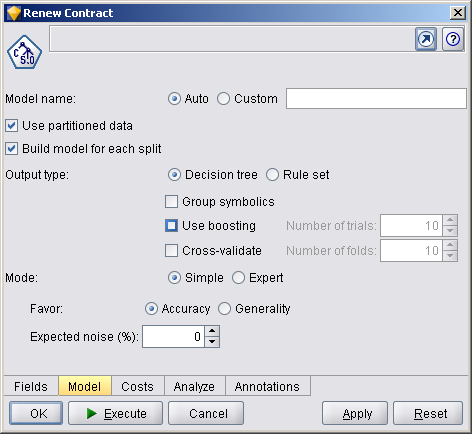 Renew Contract
C 5.0
Model name: Auto Custom
Use partitioned data
Build model for each split
Output type: Decision tree Rule set
Group symbolics
Use boosting Number of trials: 10
Cross-validate Number of folds: 10
Mode: Simple Expert
Favor: Accuracy Generality
Expected noise (%): 0
Fields Model Costs Analyze Annotations
OK Execute Cancel Apply Reset